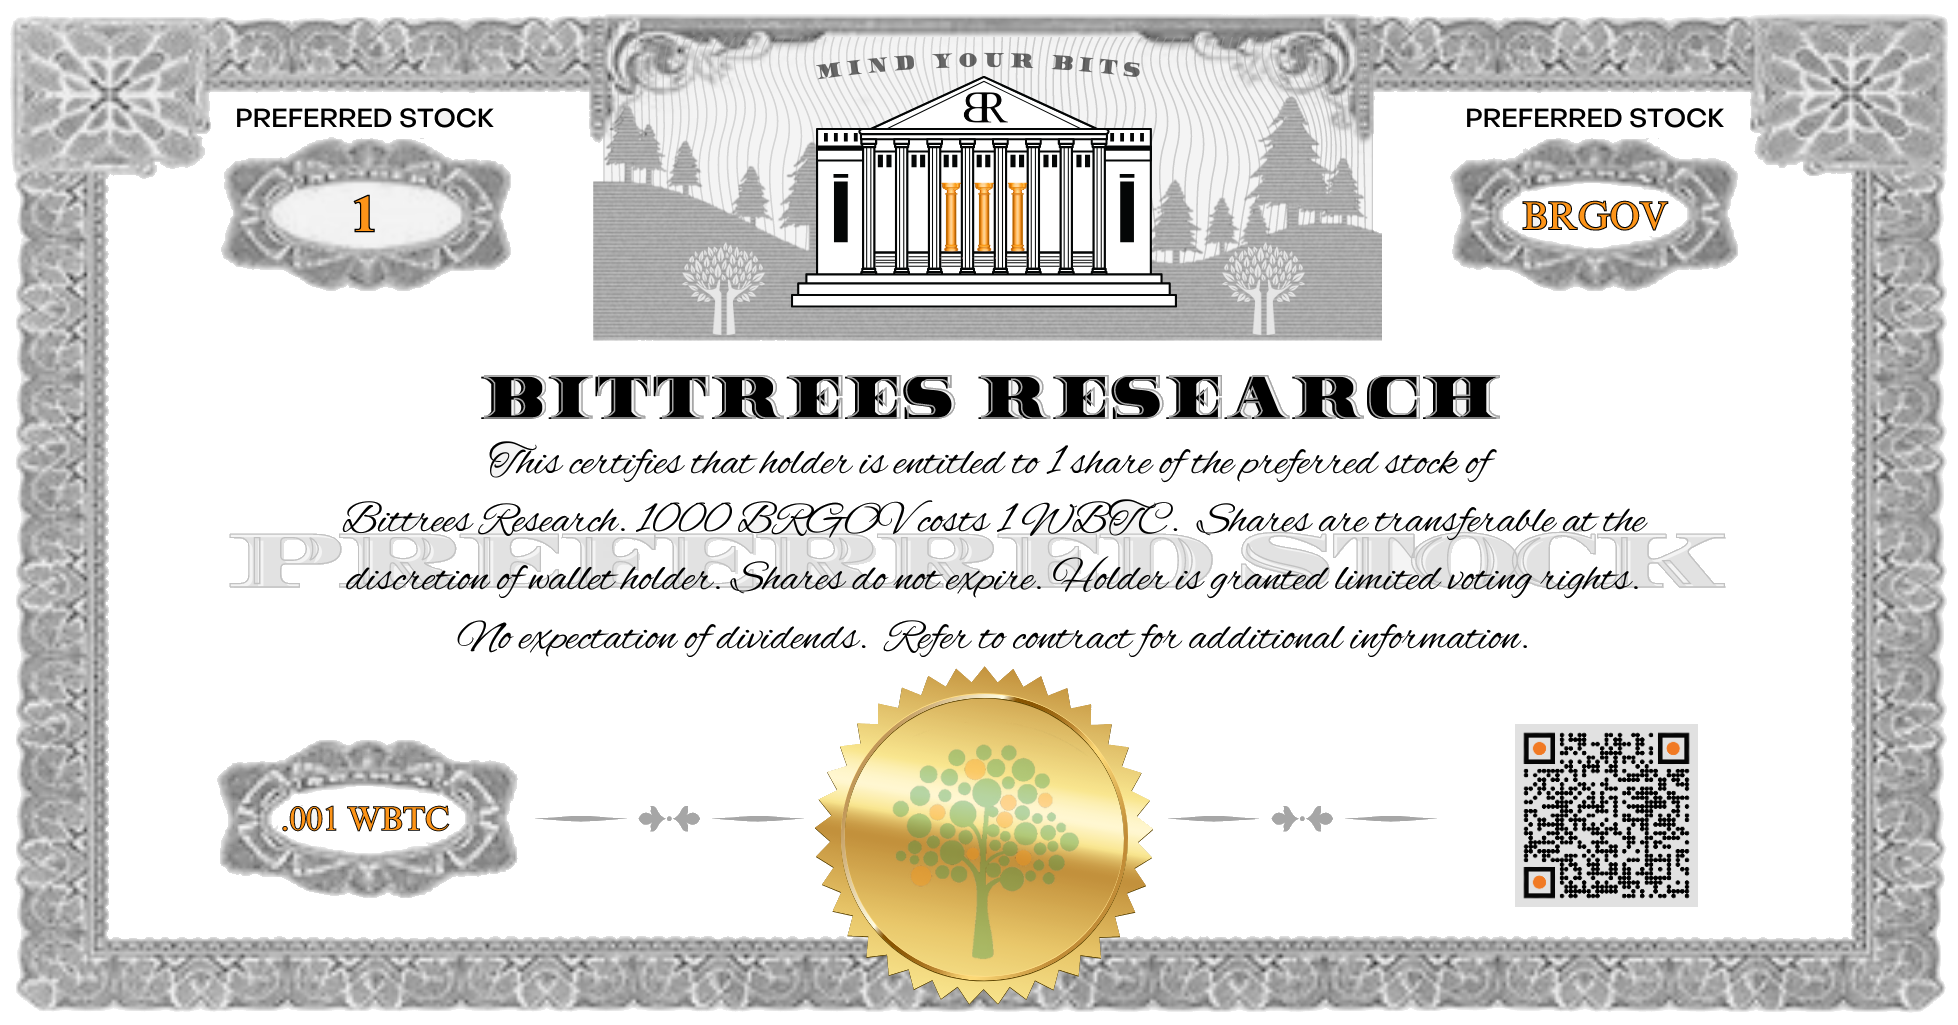 MIND YOUR BITS
BR
PREFERRED STOCK
PREFERRED STOCK
1
BRGOV
BITTREES RESEARCH
This certifies that holder is entitled to 1 share of the preferred stock of
Bittrees Research. 1000 BRGOV costs 1 WBTC. Shares are transferable at the
PREFERRED STOCK
discretion of wallet holder. Shares do not expire. Holder is granted limited voting rights.
No expectation of dividends. Refer to contract for additional information.
.001 WBTC